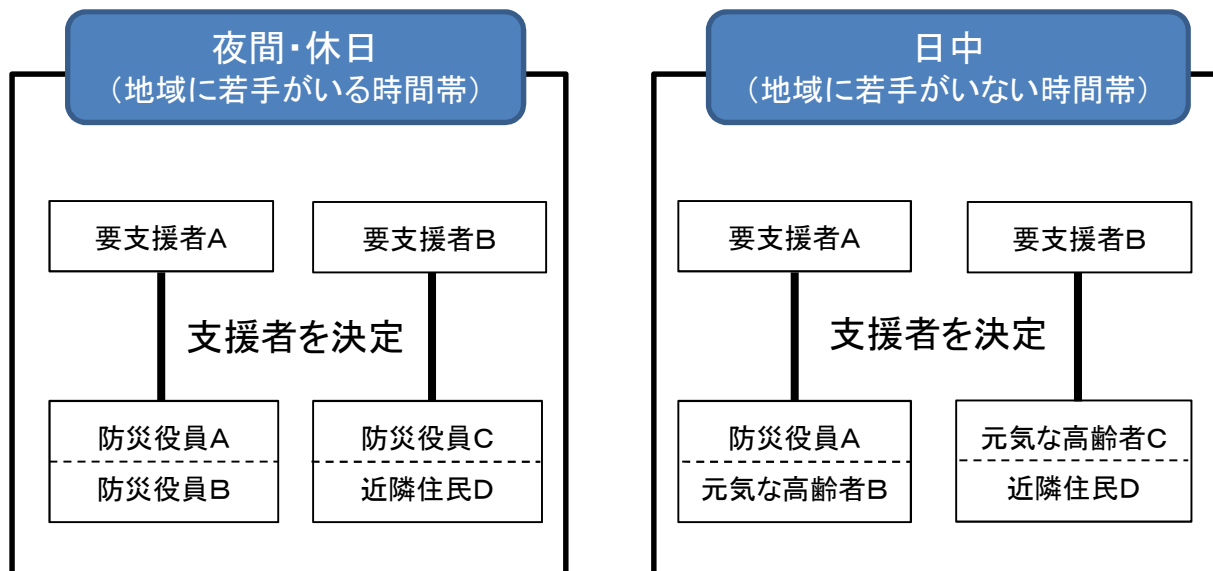 夜間・休日
（地域に若手がいる時間帯）
要支援者A
要支援者B
支援者を決定
防災役員A
防災役員B
防災役員C
近隣住民D
日中
（地域に若手がいない時間帯）
要支援者A
要支援者B
支援者を決定
防災役員A
元気な高齢者B
元気な高齢者C
近隣住民D